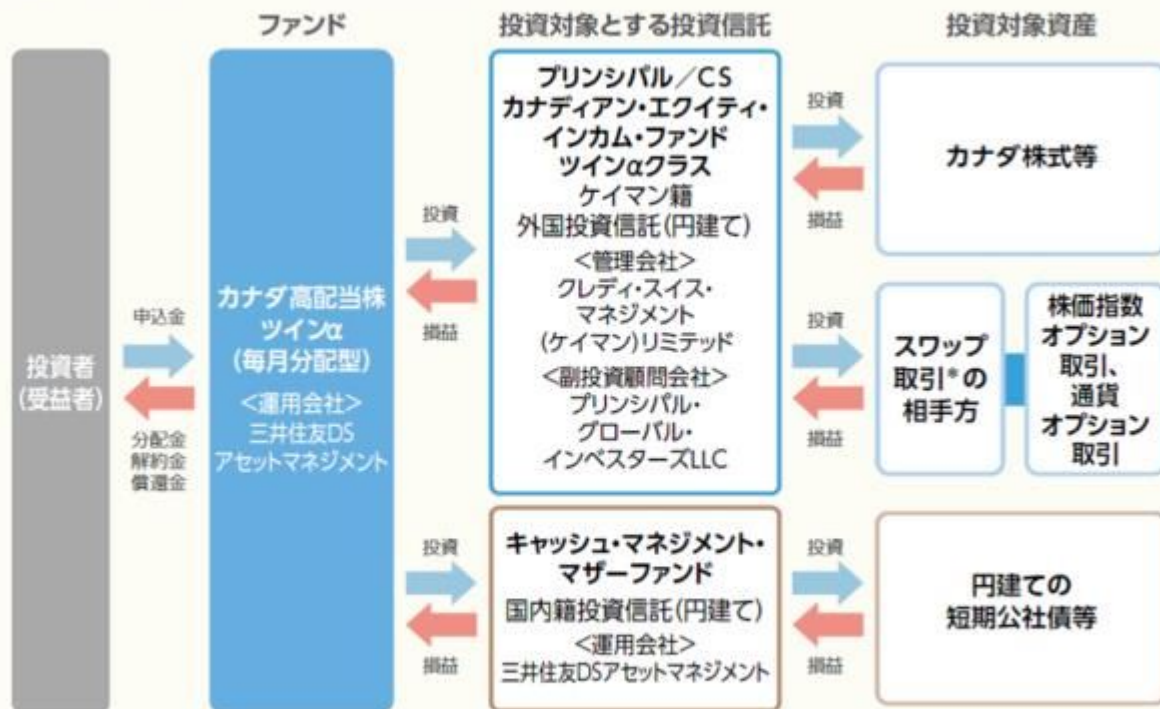 ファンド
投資対象とする投資信託
投資対象資産
投資者
(受益者)
申込金
分配金
解約金
償還金
カナダ高配当株
ツインα
(毎月分配型)
<運用会社>
三井住友DS
アセットマネジメント
投資
損益
プリンシパル／CS
カナディアン・エクイティ・
インカム・ファンド
ツインαクラス
ケイマン籍
外国投資信託(円建て)
<管理会社>
クレディ・スイス・
マネジメント
(ケイマン)リミテッド
<副投資顧問会社>
プリンシパル・
グローバル・
インベスターズLLC
投資
損益
カナダ株式等
投資
損益
スワップ
取引*の
相手方
株価指数
オプション
取引、
通貨
オプション
取引
投資
損益
キャッシュ・マネジメント・
マザーファンド
国内籍投資信託(円建て)
<運用会社>
三井住友DSアセットマネジメント
投資
損益
円建ての
短期公社債等